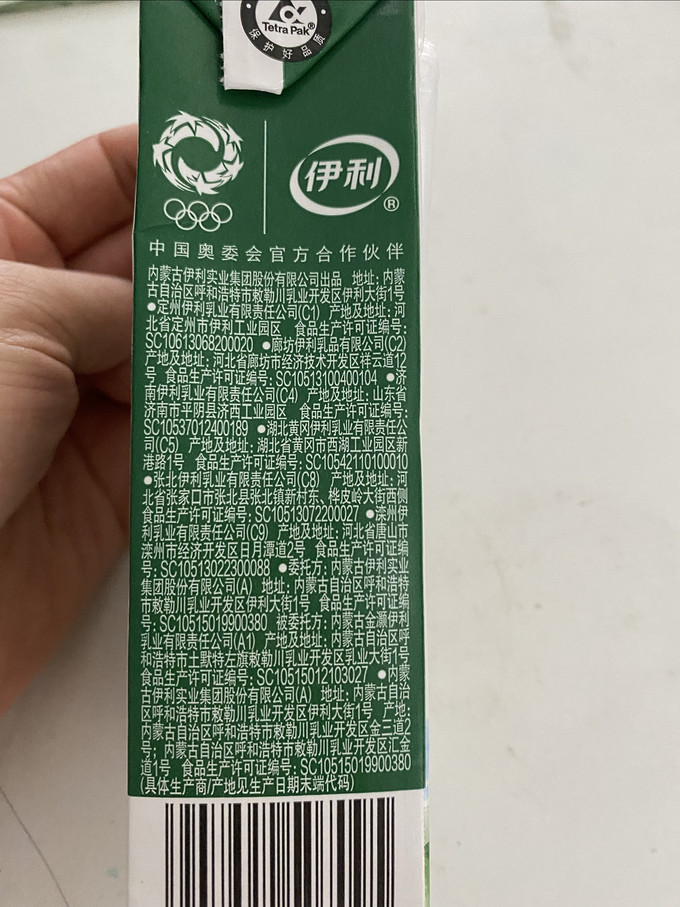 Tetra Pak®
保护好品质
伊利®
中国奥委会官方合作伙伴
内蒙古伊利实业集团股份有限公司出品 地址：内蒙
古自治区呼和浩特市敕勒川乳业开发区伊利大街1号
●定州伊利乳业有限责任公司(C1) 产地及地址：河
北省定州市伊利工业园区 食品生产许可证编号：
SC10613068200020 ●廊坊伊利乳品有限公司(C2)
产地及地址：河北省廊坊市经济技术开发区祥云道12
号 食品生产许可证编号：SC10513100400104 ●济
南伊利乳业有限责任公司(C4) 产地及地址：山东省
济南市平阴县济西工业园区 食品生产许可证编号：
SC10537012400189 ●湖北黄冈伊利乳业有限责任公
司(C5) 产地及地址：湖北省黄冈市西湖工业园区新
港路1号 食品生产许可证编号：SC10542110100010
●张北伊利乳业有限责任公司(C8) 产地及地址：河
北省张家口市张北县张北镇新村东、桦皮岭大街西侧
食品生产许可证编号：SC10513072200027 ●滦州伊
利乳业有限责任公司(C9) 产地及地址：河北省唐山市
滦州市经济开发区日月潭道2号 食品生产许可证编
号：SC10513022300088 ●委托方：内蒙古伊利实业
集团股份有限公司(A) 地址：内蒙古自治区呼和浩特
市敕勒川乳业开发区伊利大街1号 食品生产许可证编
号：SC10515019900380 被委托方：内蒙古金灏伊利
乳业有限责任公司(A1) 产地及地址：内蒙古自治区呼
和浩特市土默特左旗敕勒川乳业开发区乳业大街1号
食品生产许可证编号：SC10515012103027 ●内蒙
古伊利实业集团股份有限公司(A) 地址：内蒙古自治
区呼和浩特市敕勒川乳业开发区伊利大街1号 产地：
内蒙古自治区呼和浩特市敕勒川乳业开发区金三道2
号；内蒙古自治区呼和浩特市敕勒川乳业开发区汇金
道1号 食品生产许可证编号：SC10515019900380
(具体生产商/产地见生产日期末端代码)